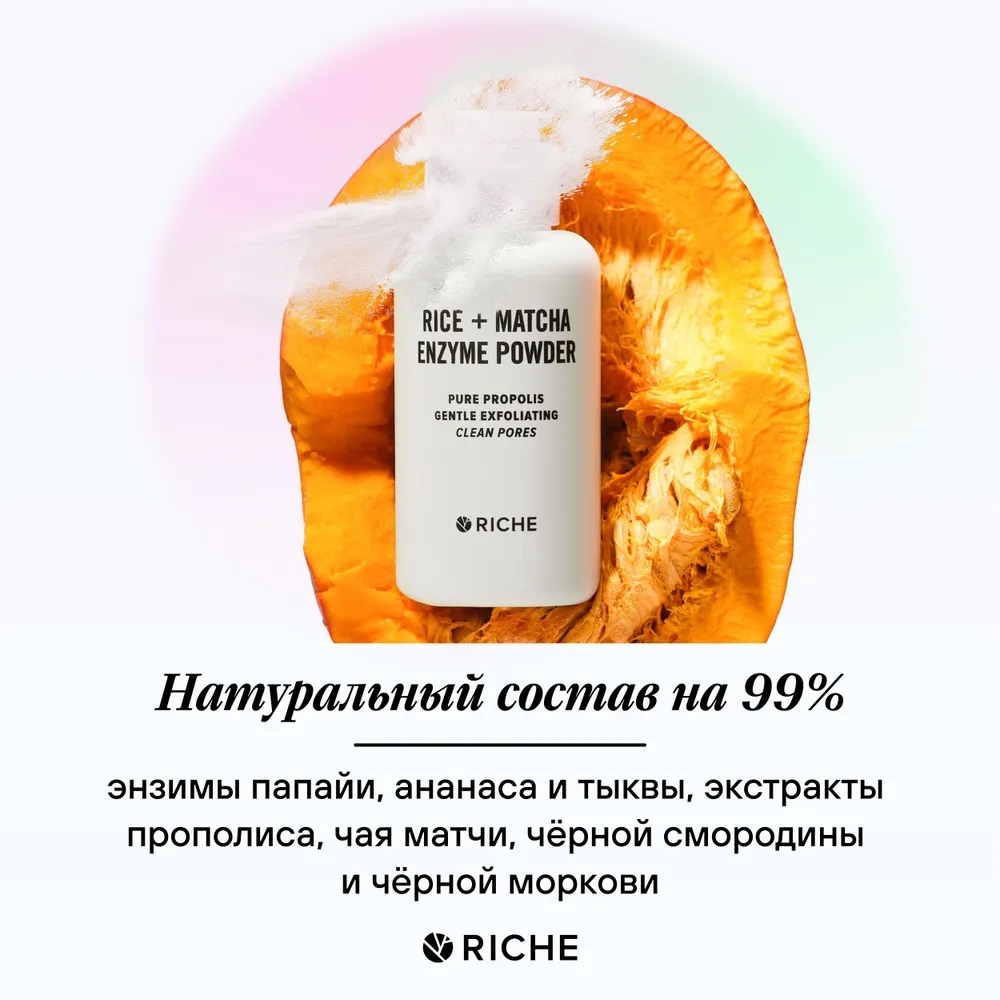 RICE + MATCHA
ENZYME POWDER
PURE PROPOLIS
GENTLE EXFOLIATING
CLEAN PORES
RICHE
Натуральный состав на 99%
энзимы папайи, ананаса и тыквы, экстракты
прополиса, чая матчи, чёрной смородины
и чёрной моркови
RICHE